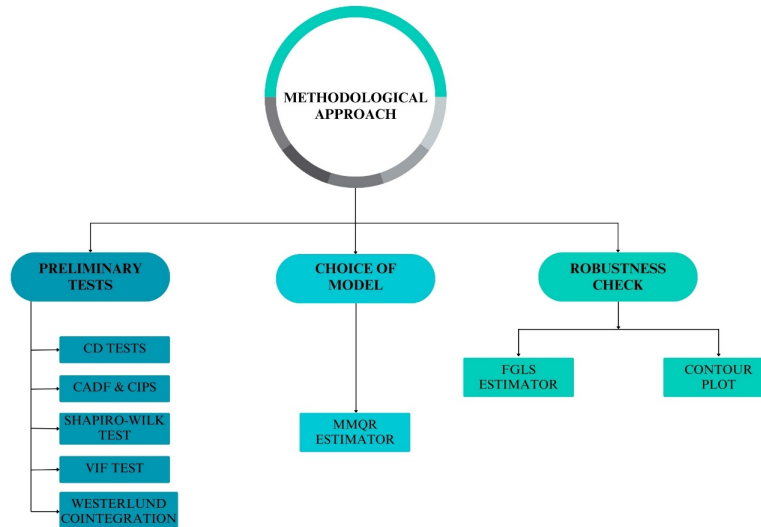 METHODOLOGICAL
APPROACH
PRELIMINARY
TESTS
CHOICE OF
MODEL
ROBUSTNESS
CHECK
CD TESTS
CADF & CIPS
SHAPIRO-WILK
TEST
VIF TEST
WESTERLUND
COINTEGRATION
MMQR
ESTIMATOR
FGLS
ESTIMATOR
CONTOUR
PLOT